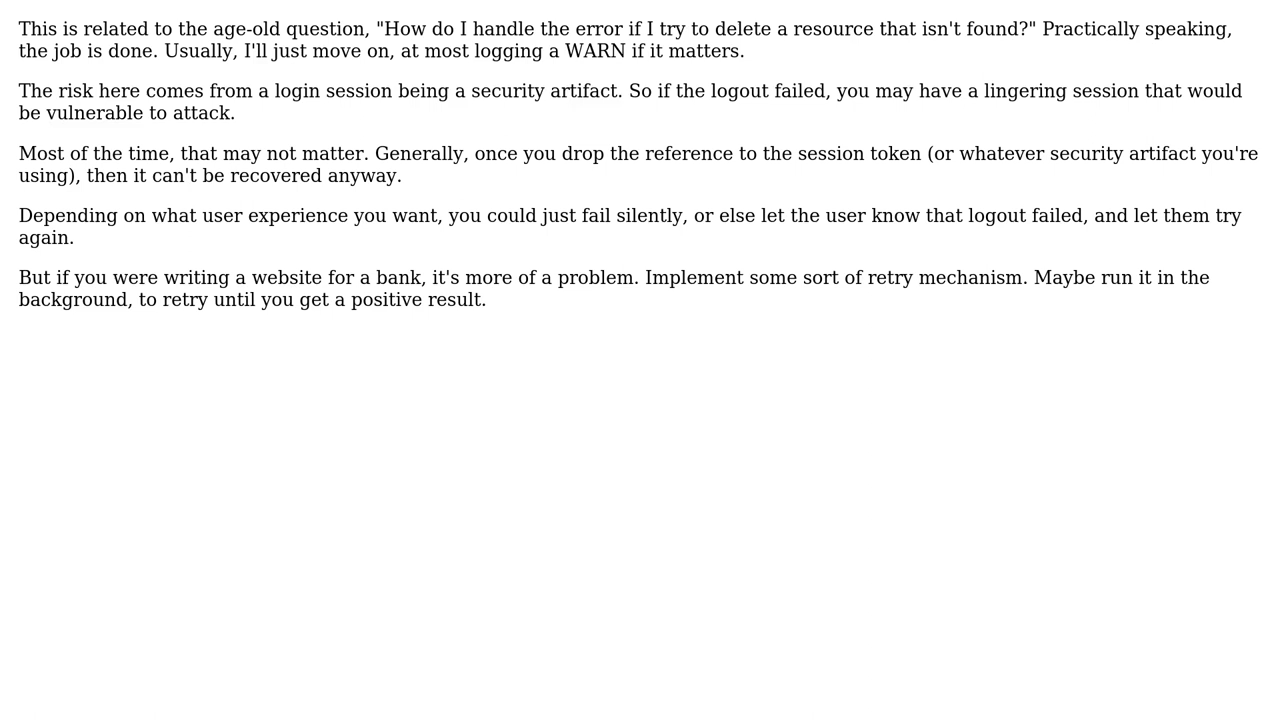 This is related to the age-old question, "How do I handle the error if I try to delete a resource that isn't found?" Practically speaking,
the job is done. Usually, I'll just move on, at most logging a WARN if it matters.
The risk here comes from a login session being a security artifact. So if the logout failed, you may have a lingering session that would
be vulnerable to attack.
Most of the time, that may not matter. Generally, once you drop the reference to the session token (or whatever security artifact you're
using), then it can't be recovered anyway.
Depending on what user experience you want, you could just fail silently, or else let the user know that logout failed, and let them try
again.
But if you were writing a website for a bank, it's more of a problem. Implement some sort of retry mechanism. Maybe run it in the
background, to retry until you get a positive result.